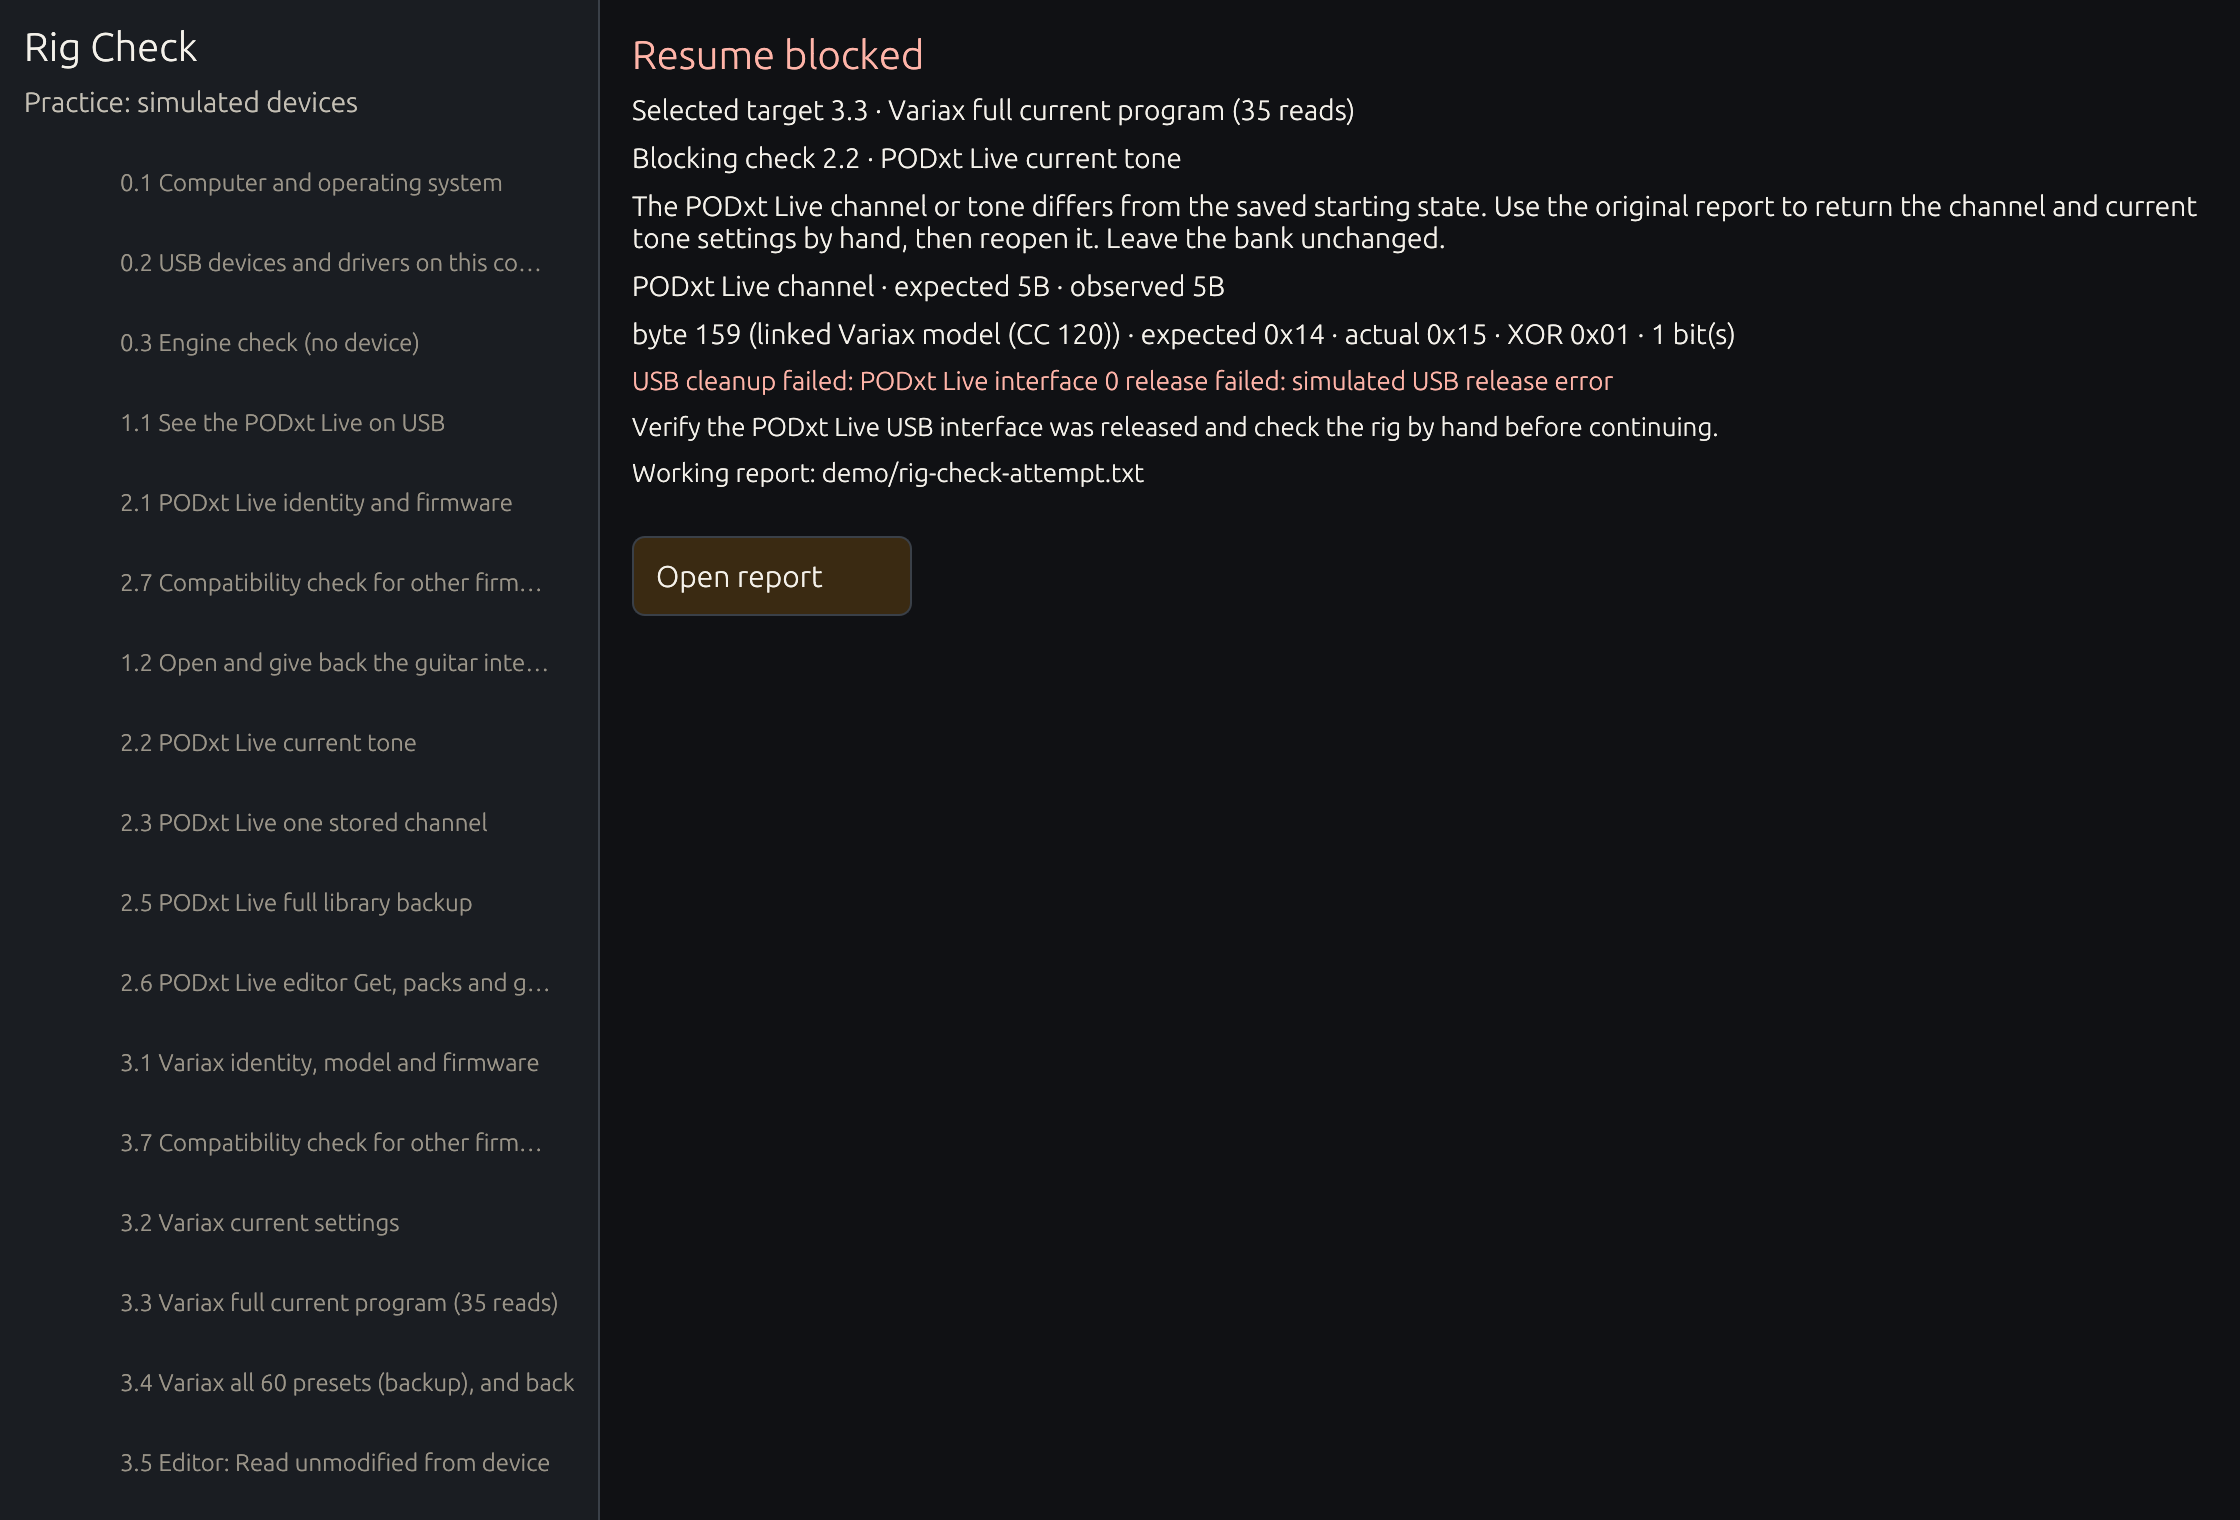 Rig Check
Practice: simulated devices
0.1 Computer and operating system
0.2 USB devices and drivers on this co…
0.3 Engine check (no device)
1.1 See the PODxt Live on USB
2.1 PODxt Live identity and firmware
2.7 Compatibility check for other firm…
1.2 Open and give back the guitar inte…
2.2 PODxt Live current tone
2.3 PODxt Live one stored channel
2.5 PODxt Live full library backup
2.6 PODxt Live editor Get, packs and g…
3.1 Variax identity, model and firmware
3.7 Compatibility check for other firm…
3.2 Variax current settings
3.3 Variax full current program (35 reads)
3.4 Variax all 60 presets (backup), and back
3.5 Editor: Read unmodified from device
Resume blocked
Selected target 3.3 · Variax full current program (35 reads)
Blocking check 2.2 · PODxt Live current tone
The PODxt Live channel or tone differs from the saved starting state. Use the original report to return the channel and current
tone settings by hand, then reopen it. Leave the bank unchanged.
PODxt Live channel · expected 5B · observed 5B
byte 159 (linked Variax model (CC 120)) · expected 0x14 · actual 0x15 · XOR 0x01 · 1 bit(s)
USB cleanup failed: PODxt Live interface 0 release failed: simulated USB release error
Verify the PODxt Live USB interface was released and check the rig by hand before continuing.
Working report: demo/rig-check-attempt.txt
Open report